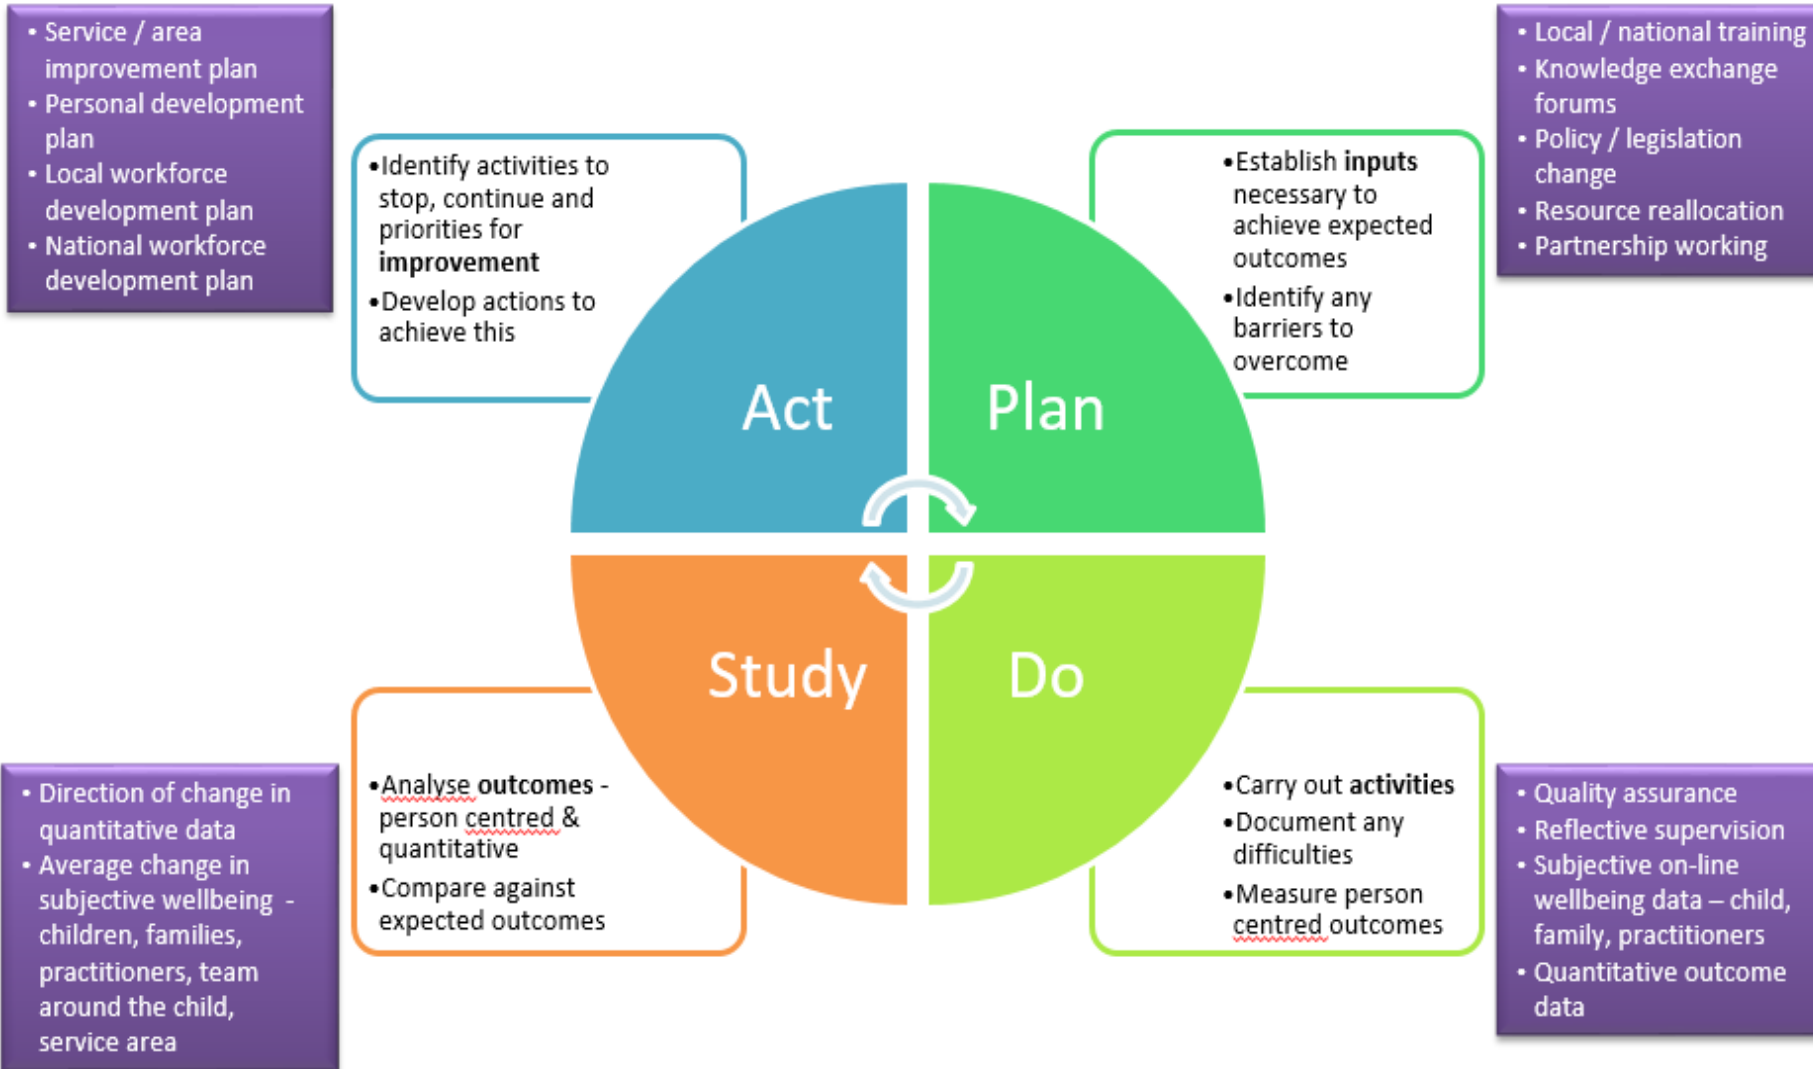 • Service / area
improvement plan
• Personal development
plan
• Local workforce
development plan
• National workforce
development plan
•Identify activities to
stop, continue and
priorities for
improvement
•Develop actions to
achieve this
•Establish inputs
necessary to
achieve expected
outcomes
•Identify any
barriers to
overcome
• Local / national training
• Knowledge exchange
forums
• Policy / legislation
change
• Resource reallocation
• Partnership working
Act
Plan
Study
Do
• Direction of change in
quantitative data
• Average change in
subjective wellbeing -
children, families,
practitioners, team
around the child,
service area
•Analyse outcomes -
person centred &
quantitative
•Compare against
expected outcomes
•Carry out activities
•Document any
difficulties
•Measure person
centred outcomes
• Quality assurance
• Reflective supervision
• Subjective on-line
wellbeing data – child,
family, practitioners
• Quantitative outcome
data